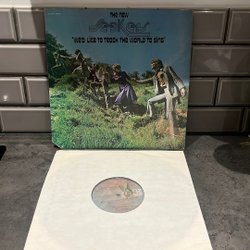 THE NEW
SEEKERS
"WE'D LIKE TO TEACH THE WORLD TO SING"